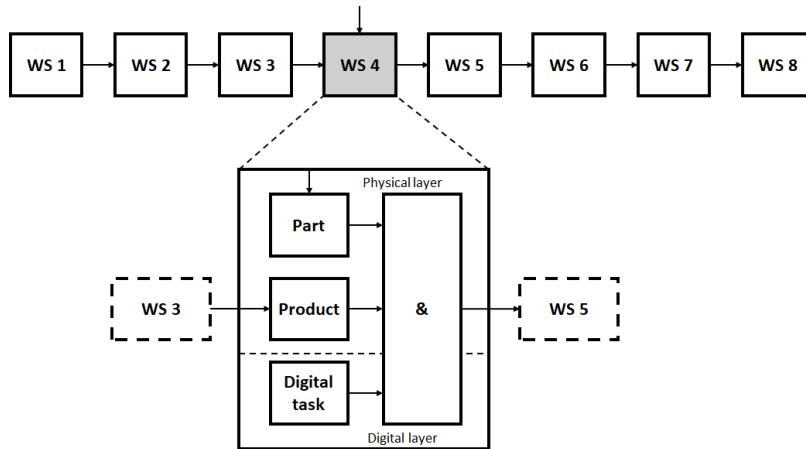 WS 1
WS 2
WS 3
WS 4
WS 5
WS 6
WS 7
WS 8
Physical layer
Part
WS 3
Product
&
WS 5
Digital
task
Digital layer